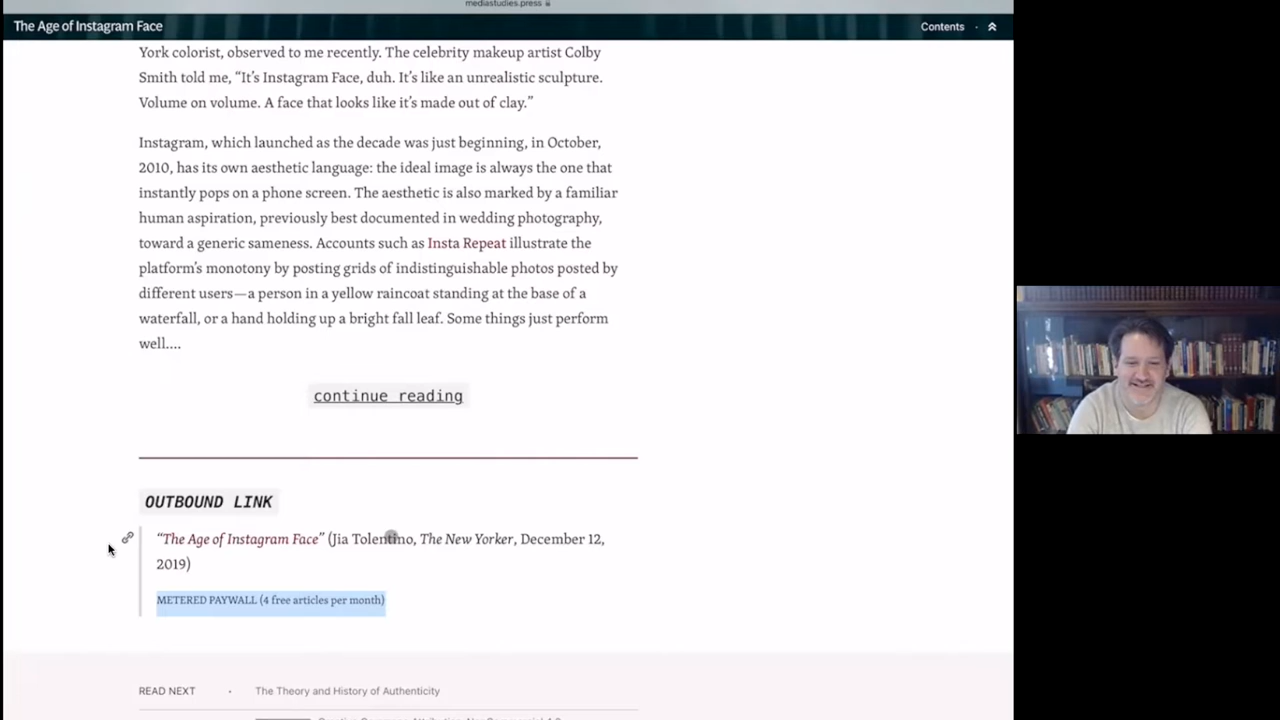 mediastudies.press
The Age of Instagram Face
Contents
York colorist, observed to me recently. The celebrity makeup artist Colby
Smith told me, “It’s Instagram Face, duh. It’s like an unrealistic sculpture.
Volume on volume. A face that looks like it’s made out of clay.”
Instagram, which launched as the decade was just beginning, in October,
2010, has its own aesthetic language: the ideal image is always the one that
instantly pops on a phone screen. The aesthetic is also marked by a familiar
human aspiration, previously best documented in wedding photography,
toward a generic sameness. Accounts such as Insta Repeat illustrate the
platform’s monotony by posting grids of indistinguishable photos posted by
different users—a person in a yellow raincoat standing at the base of a
waterfall, or a hand holding up a bright fall leaf. Some things just perform
well....
continue reading
OUTBOUND LINK
“The Age of Instagram Face” (Jia Tolentino, The New Yorker, December 12,
2019)
METERED PAYWALL (4 free articles per month)
READ NEXT · The Theory and History of Authenticity